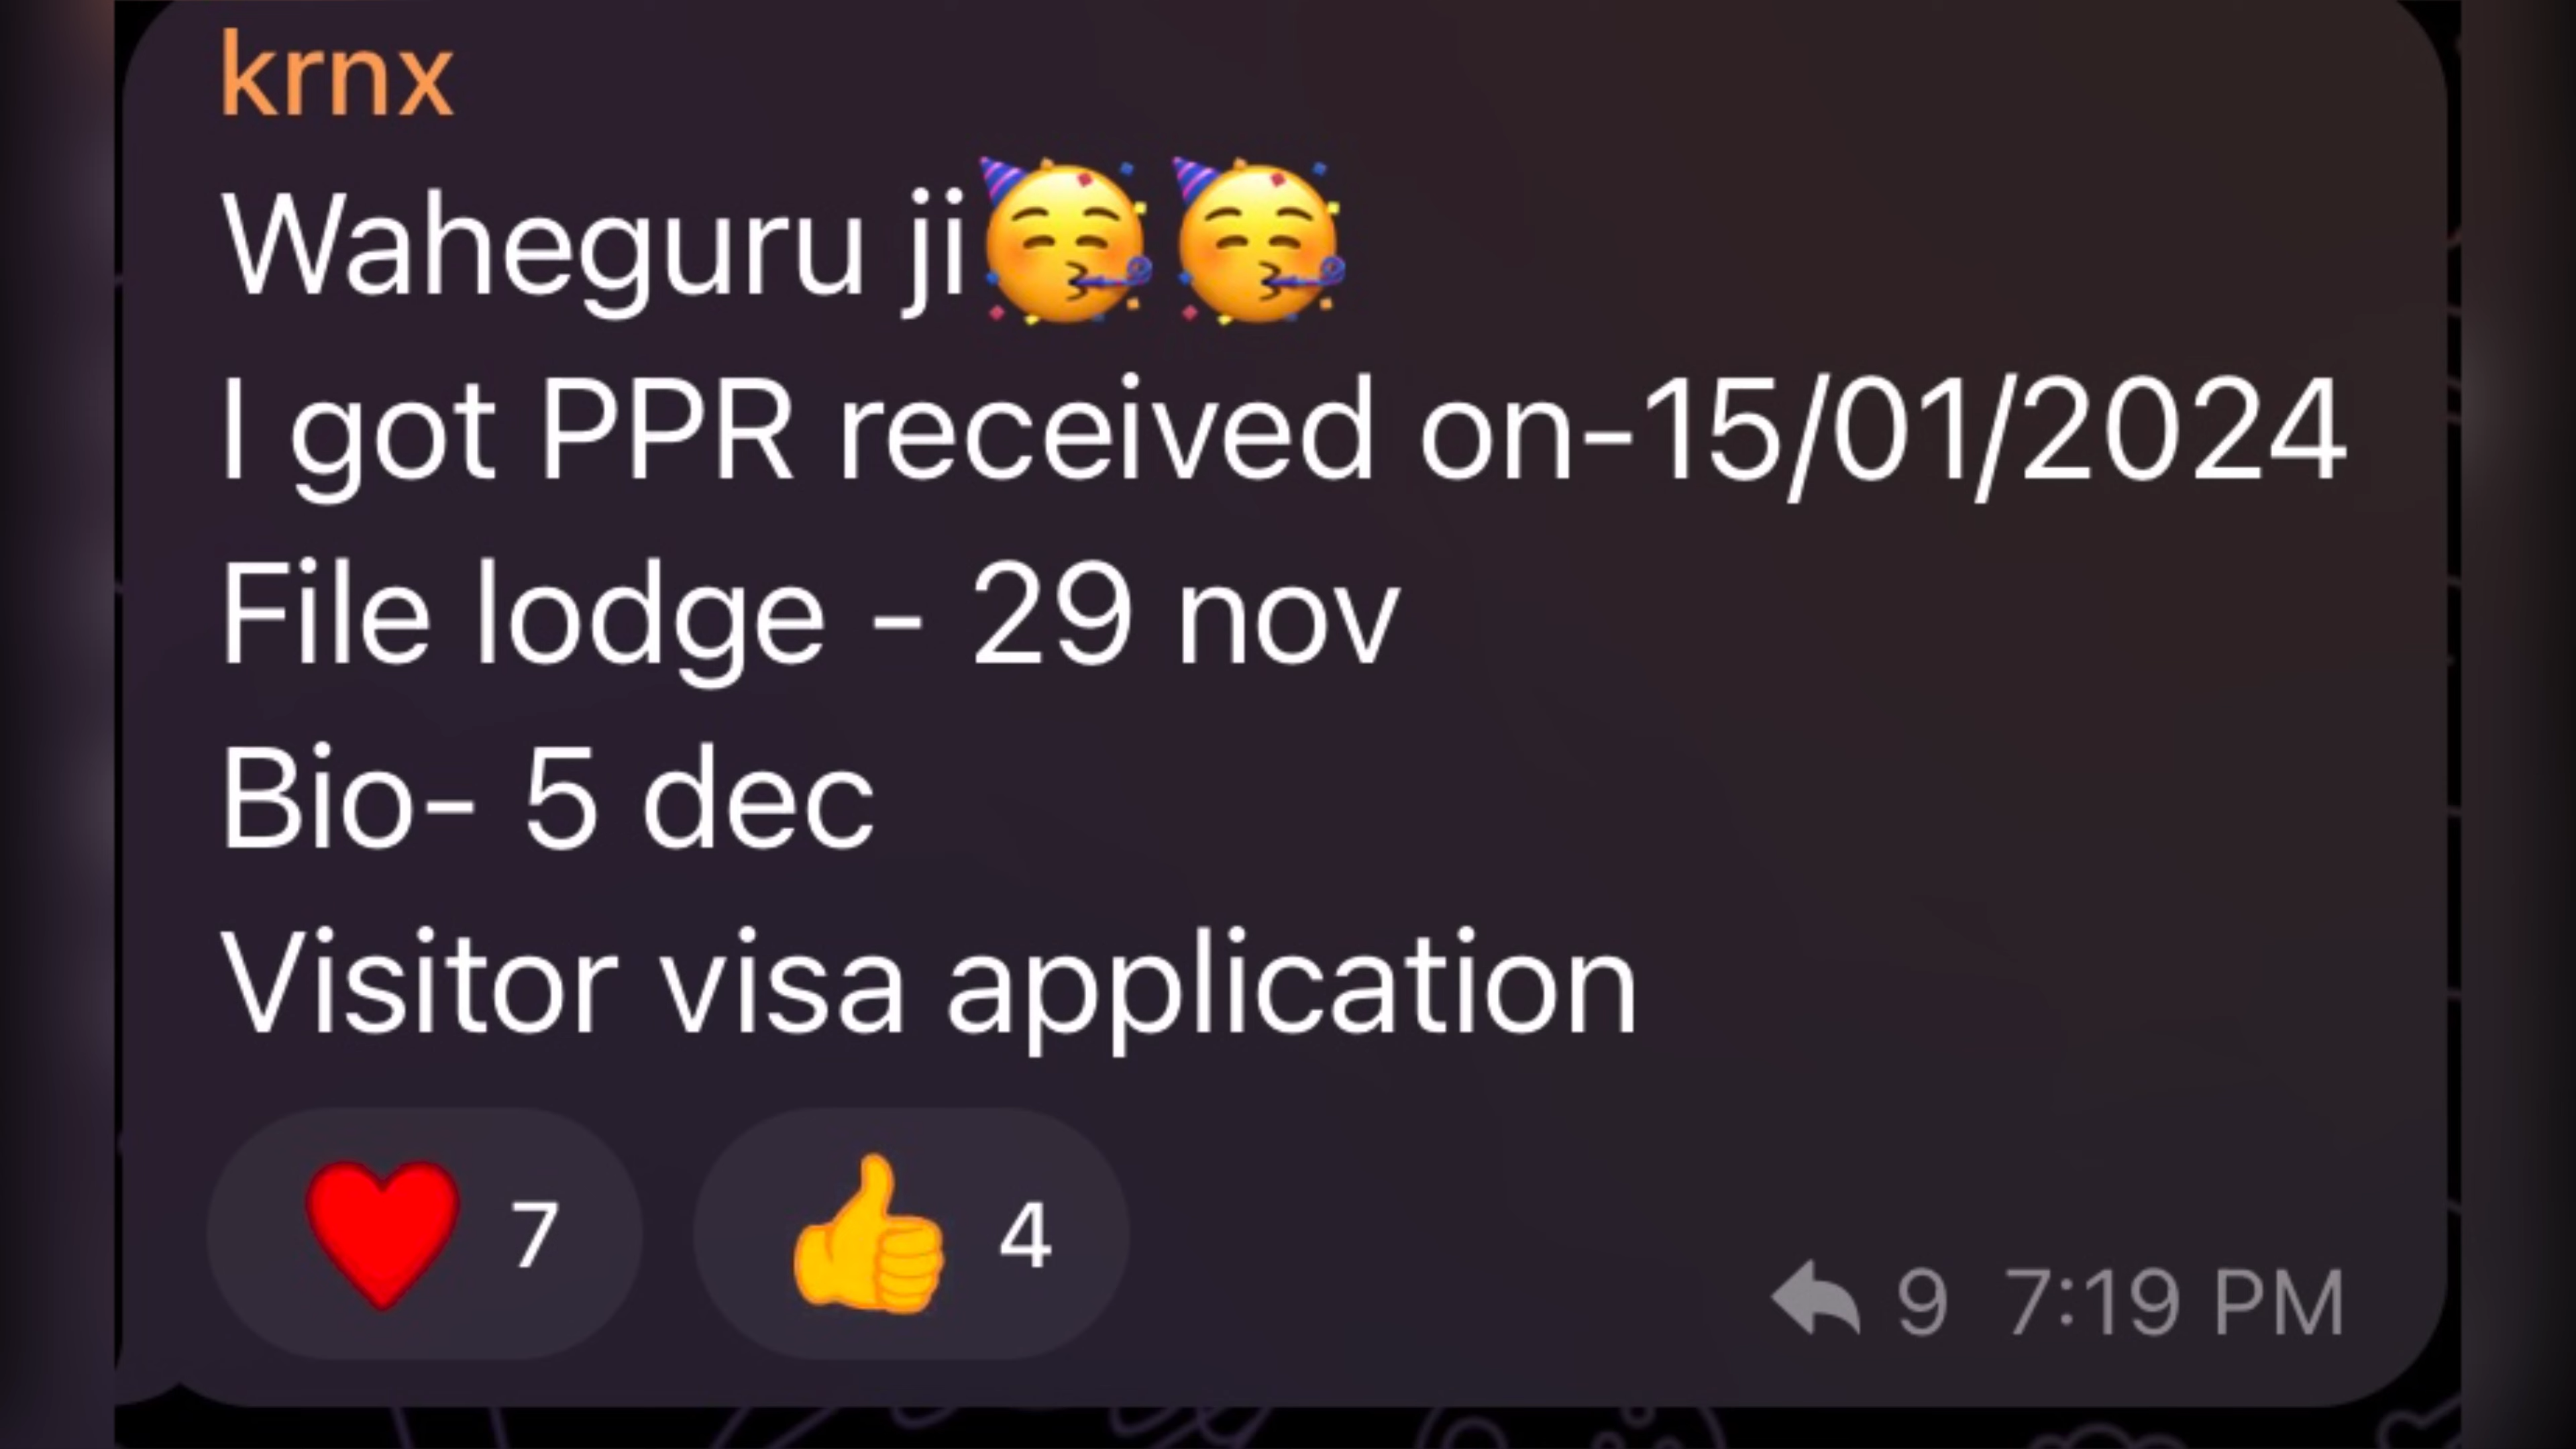 krnx
Waheguru ji🥳🥳
I got PPR received on-15/01/2024
File lodge - 29 nov
Bio- 5 dec
Visitor visa application
❤️ 7 👍 4
9 7:19 PM